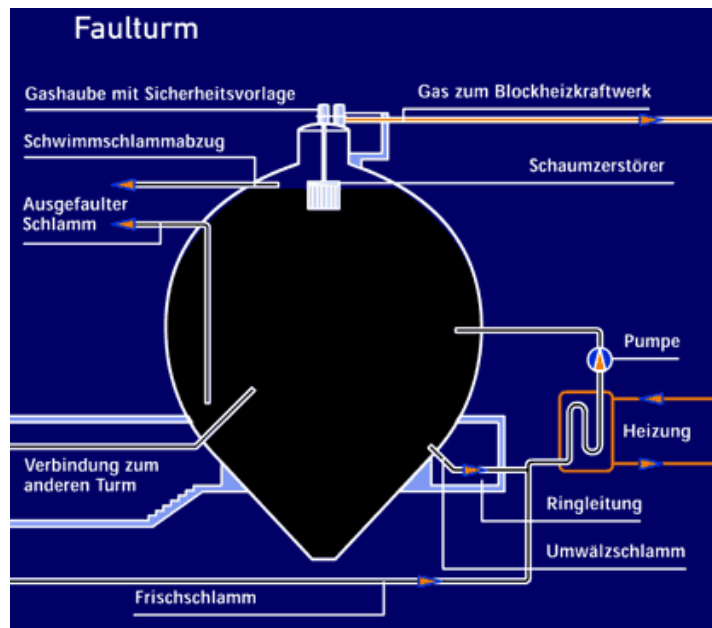 Faulturm
Gashaube mit Sicherheitsvorlage
Gas zum Blockheizkraftwerk
Schwimmschlammabzug
Schaumzerstörer
Ausgefaulter
Schlamm
Pumpe
Heizung
Verbindung zum
anderen Turm
Ringleitung
Umwälzschlamm
Frischschlamm